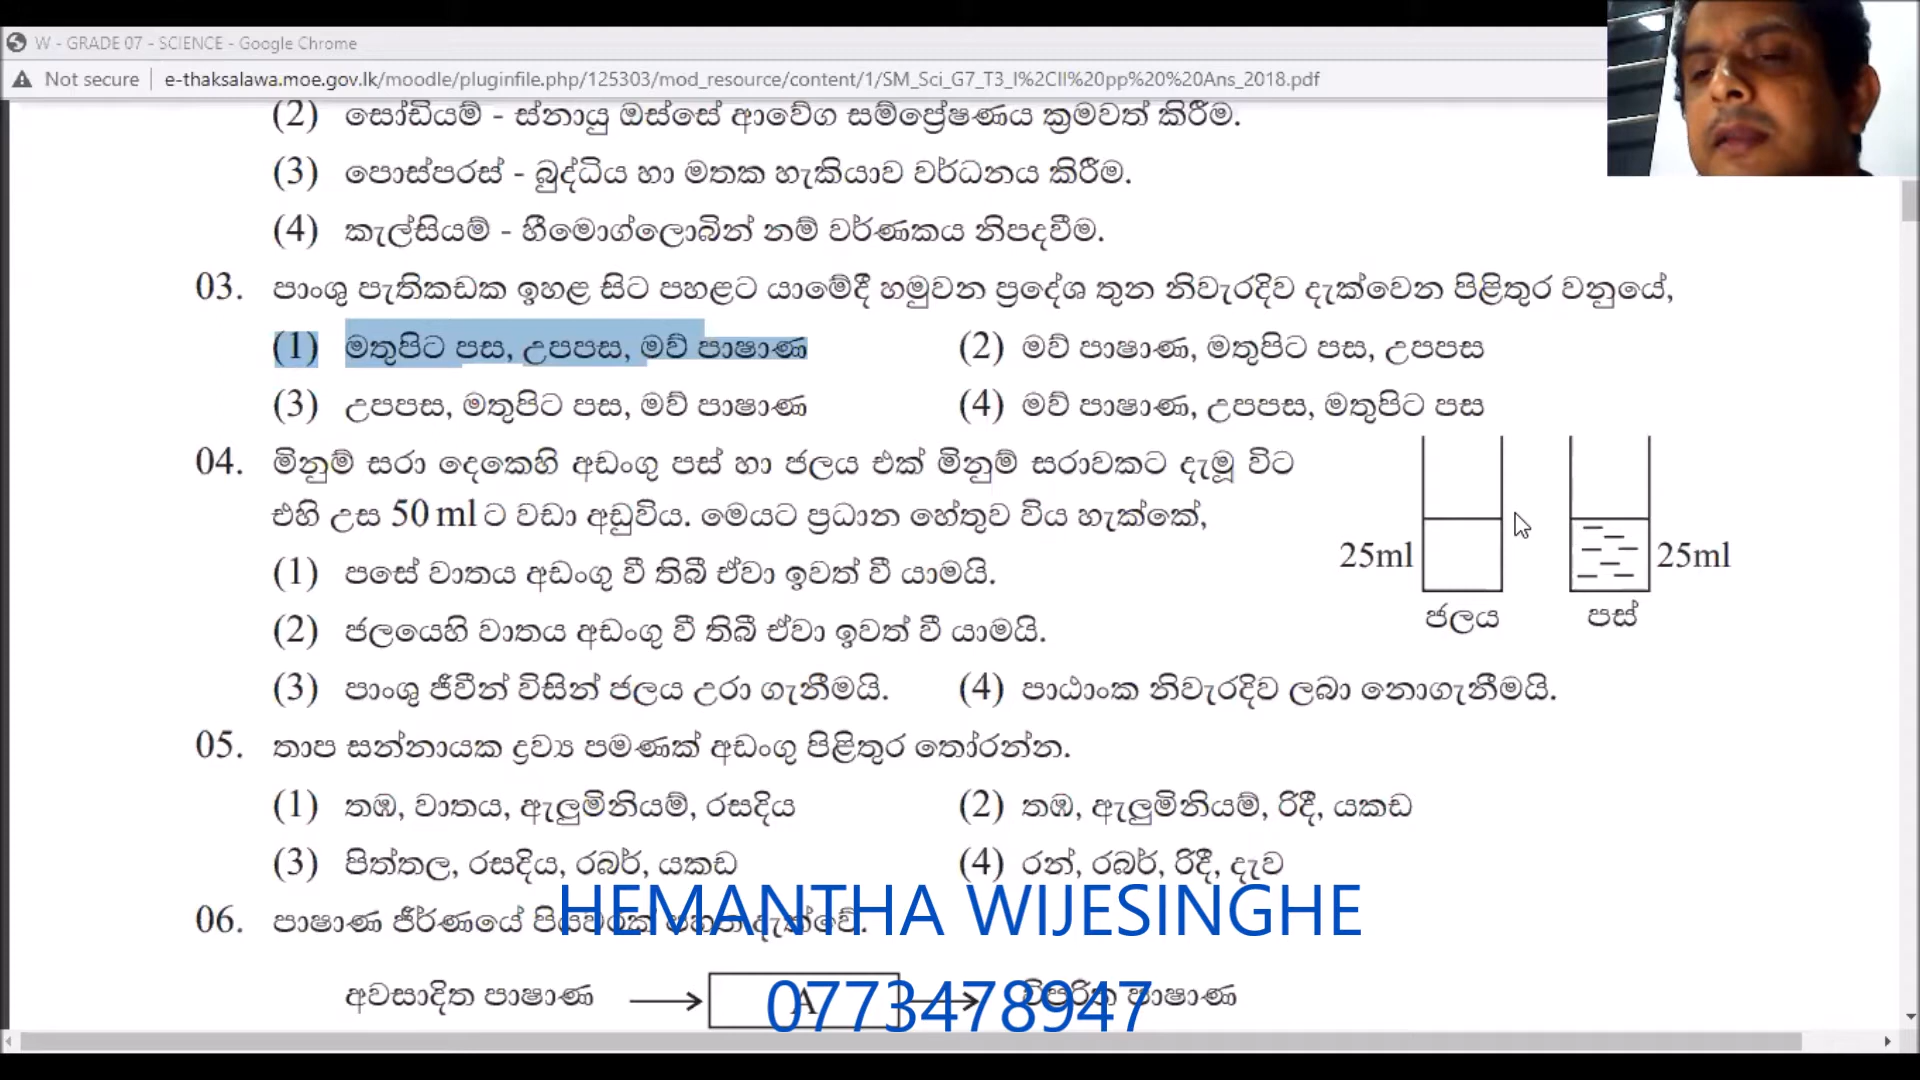 W - GRADE 07 - SCIENCE - Google Chrome
Not secure e-thaksalawa.moe.gov.lk/moodle/pluginfile.php/125303/mod_resource/content/1/SM_Sci_G7_T3_I%2CII%20pp%20%20Ans_2018.pdf
(2) සෝඩියම් - ස්නායු ඔස්සේ ආවේග සම්ප්‍රේෂණය ක්‍රමවත් කිරීම.
(3) පොස්පරස් - බුද්ධිය හා මතක හැකියාව වර්ධනය කිරීම.
(4) කැල්සියම් - හීමොග්ලොබින් නම් වර්ණකය නිපදවීම.
03. පාංශු පැතිකඩක ඉහළ සිට පහළට යාමේදී හමුවන ප්‍රදේශ තුන නිවැරදිව දැක්වෙන පිළිතුර වනුයේ,
(1) මතුපිට පස, උපපස, මව් පාෂාණ (2) මව් පාෂාණ, මතුපිට පස, උපපස
(3) උපපස, මතුපිට පස, මව් පාෂාණ (4) මව් පාෂාණ, උපපස, මතුපිට පස
04. මිනුම් සරා දෙකෙහි අඩංගු පස් හා ජලය එක් මිනුම් සරාවකට දැමූ විට
එහි උස 50 ml ට වඩා අඩුවිය. මෙයට ප්‍රධාන හේතුව විය හැක්කේ,
(1) පසේ වාතය අඩංගු වී තිබී ඒවා ඉවත් වී යාමයි.
25ml 25ml
ජලය පස්
(2) ජලයෙහි වාතය අඩංගු වී තිබී ඒවා ඉවත් වී යාමයි.
(3) පාංශු ජීවීන් විසින් ජලය උරා ගැනීමයි. (4) පාඨාංක නිවැරදිව ලබා නොගැනීමයි.
05. තාප සන්නායක ද්‍රව්‍ය පමණක් අඩංගු පිළිතුර තෝරන්න.
(1) තඹ, වාතය, ඇලුමිනියම්, රසදිය (2) තඹ, ඇලුමිනියම්, රිදී, යකඩ
(3) පිත්තල, රසදිය, රබර්, යකඩ (4) රන්, රබර්, රිදී, දැව
HEMANTHA WIJESINGHE
06. පාෂාණ ජීර්ණයේ පහත දැක්වේ.
අවසාදිත පාෂාණ A පාෂාණ
0773478947